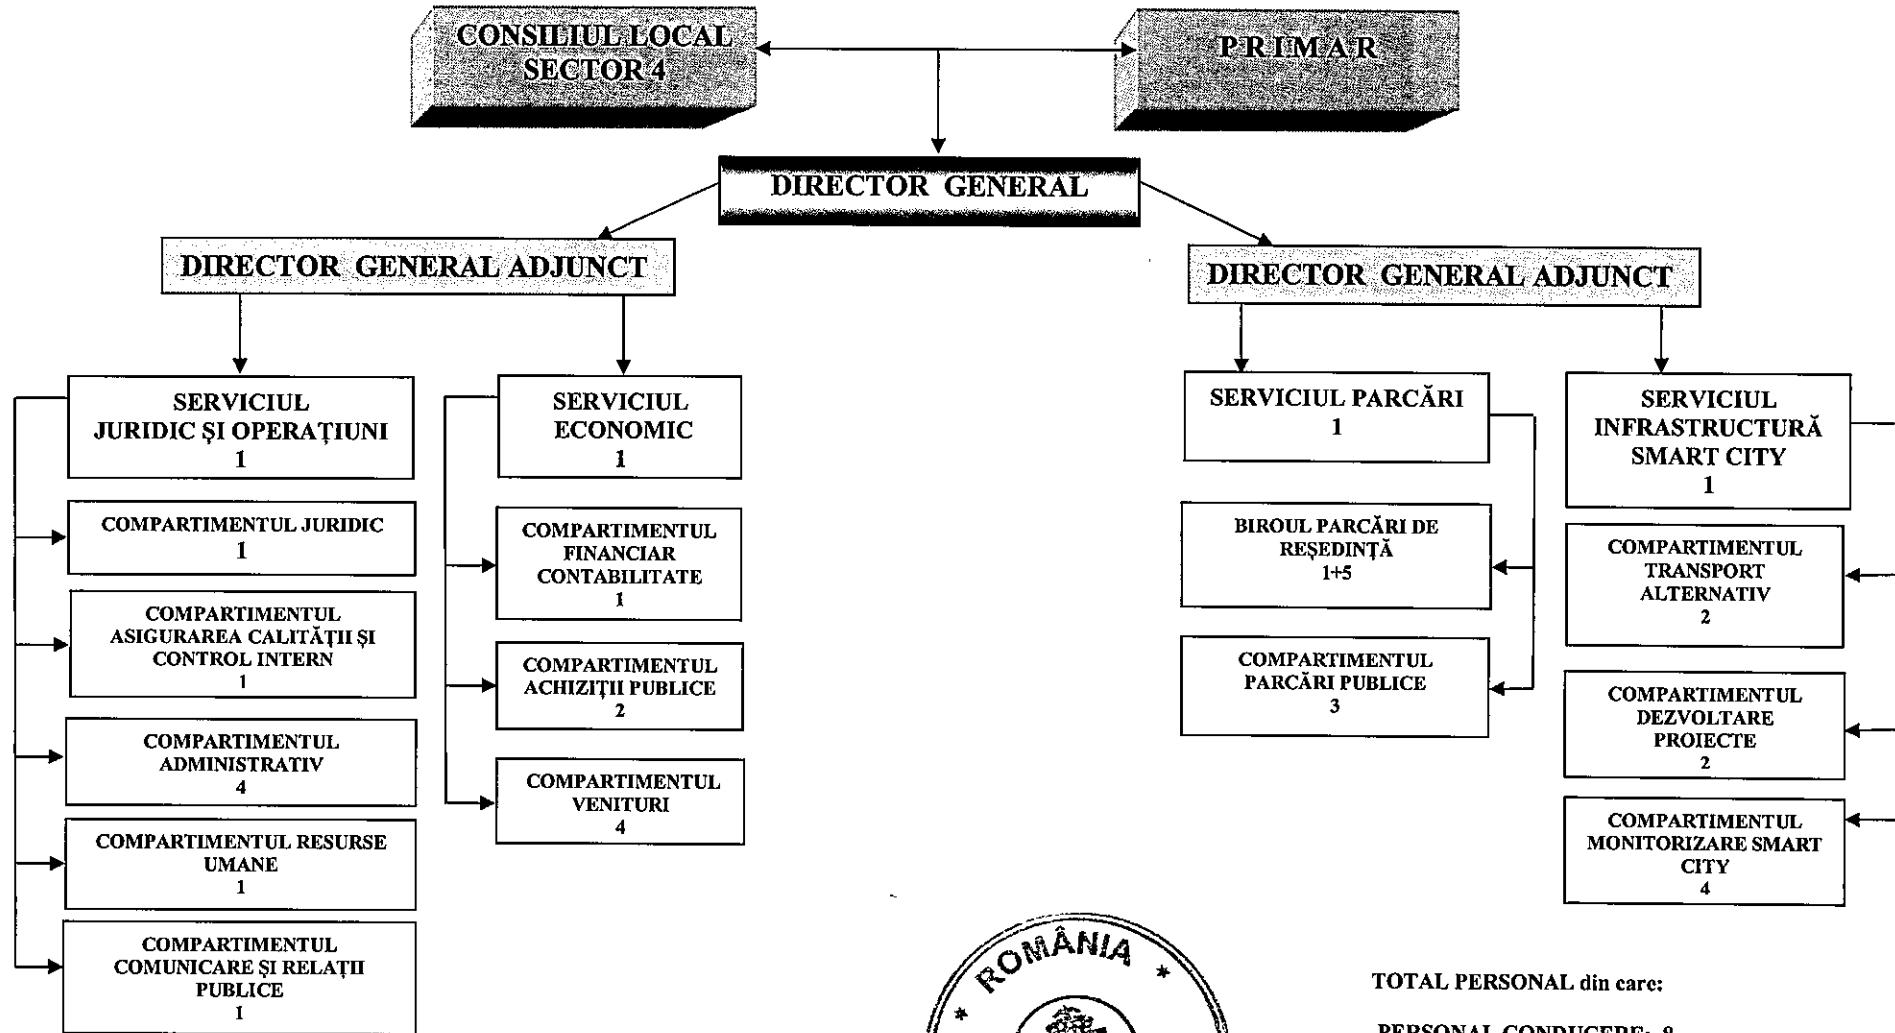 CONSILIUL LOCAL
SECTOR 4
PRIMAR
DIRECTOR GENERAL
DIRECTOR GENERAL ADJUNCT
SERVICIUL
JURIDIC ȘI OPERAȚIUNI
1
COMPARTIMENTUL JURIDIC
1
COMPARTIMENTUL
ASIGURAREA CALITĂȚII ȘI
CONTROL INTERN
1
COMPARTIMENTUL
ADMINISTRATIV
4
COMPARTIMENTUL RESURSE
UMANE
1
COMPARTIMENTUL
COMUNICARE ȘI RELAȚII
PUBLICE
1
SERVICIUL
ECONOMIC
1
COMPARTIMENTUL
FINANCIAR
CONTABILITATE
1
COMPARTIMENTUL
ACHIZIȚII PUBLICE
2
COMPARTIMENTUL
VENITURI
4
DIRECTOR GENERAL ADJUNCT
SERVICIUL PARCĂRI
1
BIROUL PARCĂRI DE
REȘEDINȚĂ
1+5
COMPARTIMENTUL
PARCĂRI PUBLICE
3
SERVICIUL
INFRASTRUCTURĂ
SMART CITY
1
COMPARTIMENTUL
TRANSPORT
ALTERNATIV
2
COMPARTIMENTUL
DEZVOLTARE
PROIECTE
2
COMPARTIMENTUL
MONITORIZARE SMART
CITY
4
* ROMÂNIA *
TOTAL PERSONAL din care:
PERSONAL CONDUCERE: